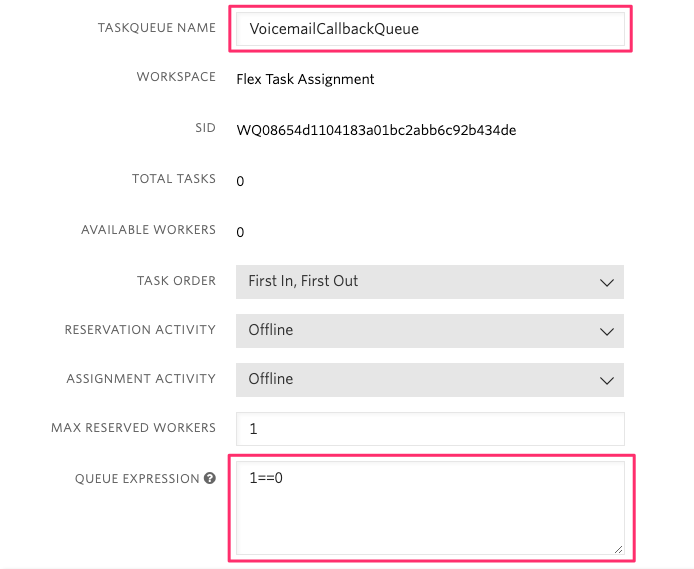 TASKQUEUE NAME VoicemailCallbackQueue
WORKSPACE Flex Task Assignment
SID WQ08654d1104183a01bc2abb6c92b434de
TOTAL TASKS 0
AVAILABLE WORKERS 0
TASK ORDER First In, First Out
RESERVATION ACTIVITY Offline
ASSIGNMENT ACTIVITY Offline
MAX RESERVED WORKERS 1
QUEUE EXPRESSION ? 1==0